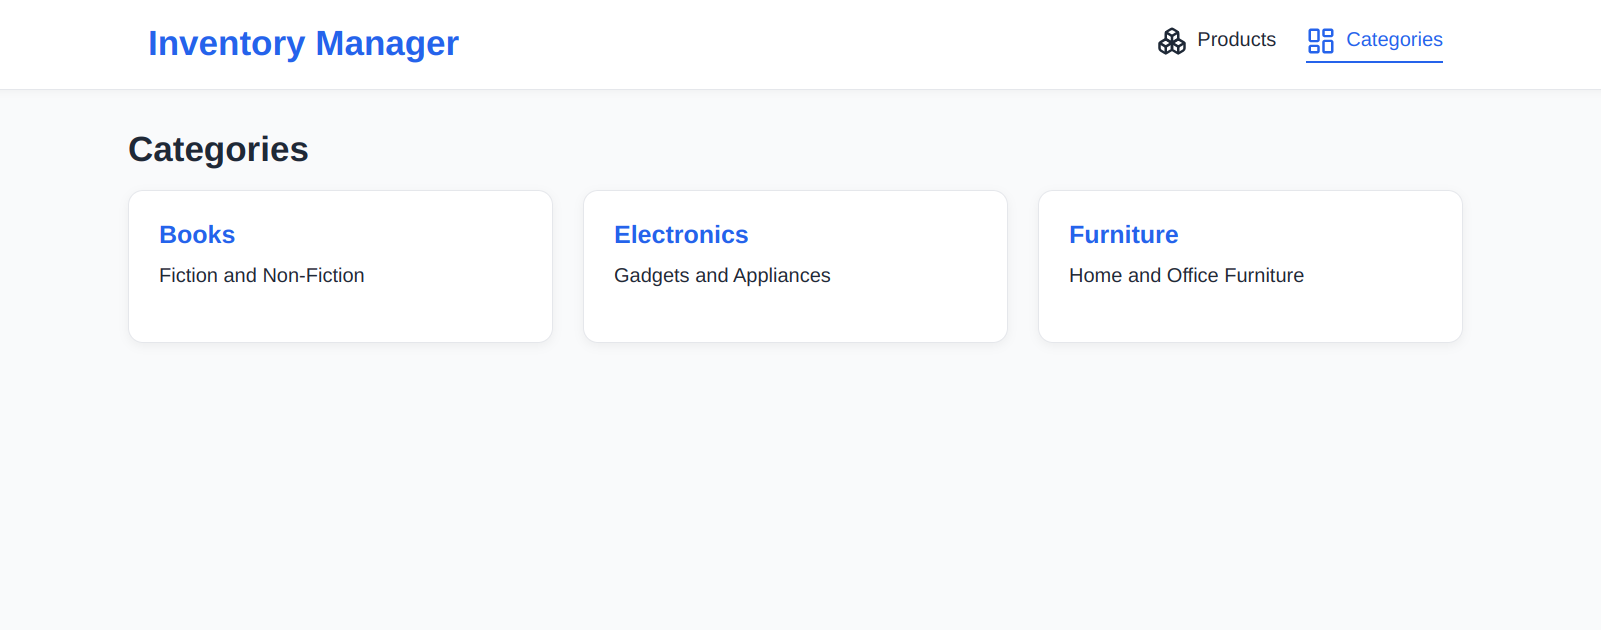 Inventory Manager
Products
Categories
Categories
Books
Fiction and Non-Fiction
Electronics
Gadgets and Appliances
Furniture
Home and Office Furniture